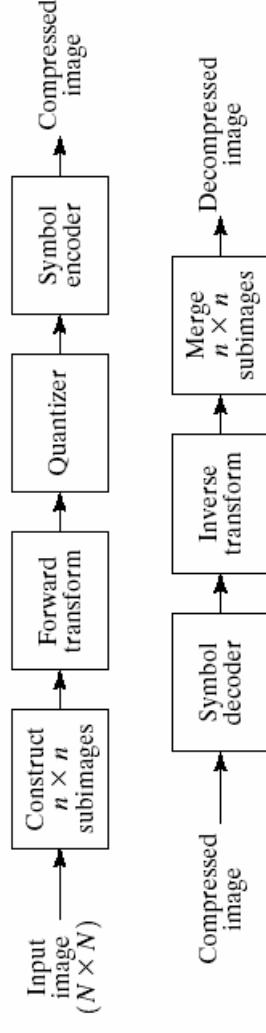 Input
image
(N × N)
Construct
n × n
subimages
Forward
transform
Quantizer
Symbol
encoder
Compressed
image
Compressed
image
Symbol
decoder
Inverse
transform
Merge
n × n
subimages
Decompressed
image